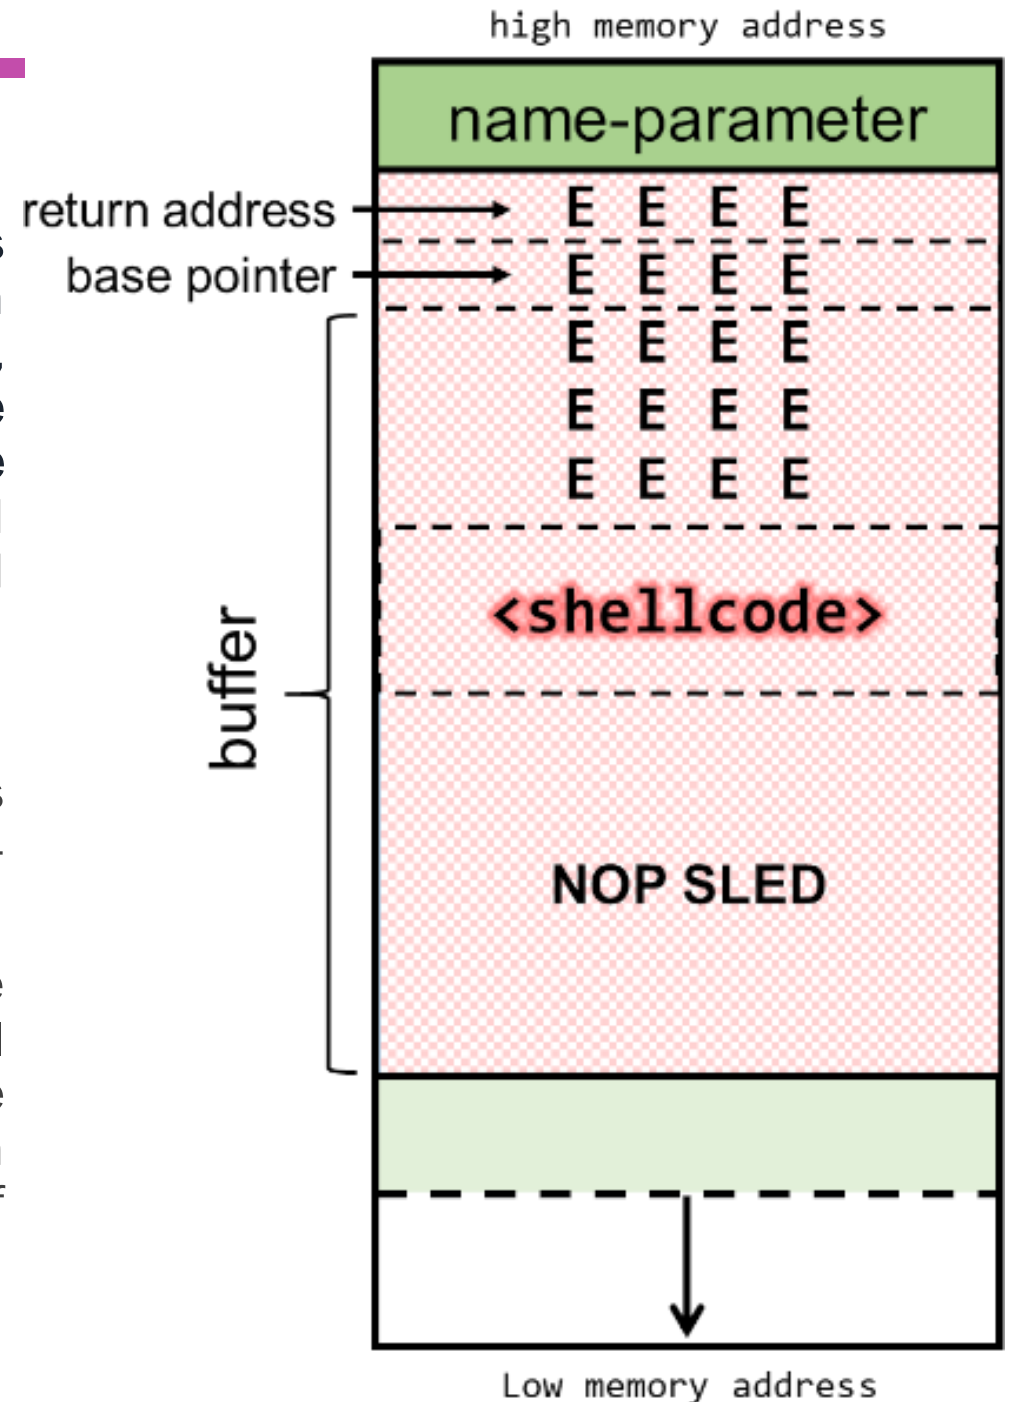 high memory address
name-parameter
return address E E E E
base pointer E E E E
E E E E
E E E E
E E E E
buffer
<shellcode>
NOP SLED
Low memory address